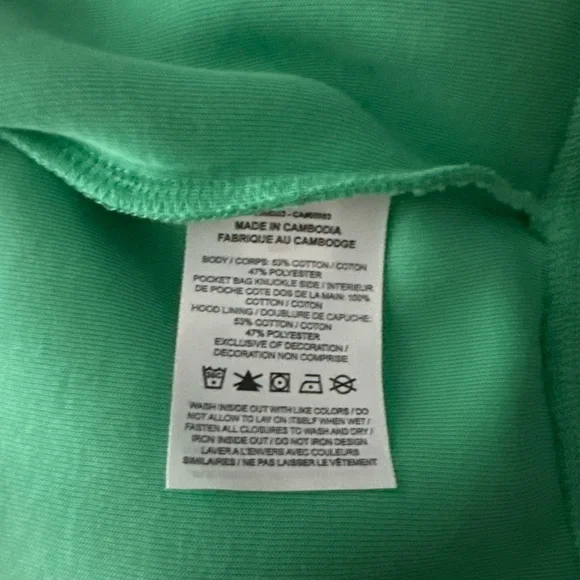 MADE IN CAMBODIA
FABRIQUE AU CAMBODGE
BODY / CORPS: 53% COTTON / COTON
47% POLYESTER
POCKET BAG KNUCKLE SIDE / INTERIEUR
DE POCHE COTE DOS DE LA MAIN: 100%
COTTON / COTON
HOOD LINING / DOUBLURE DE CAPUCHE:
53% COTTON / COTON
47% POLYESTER
EXCLUSIVE OF DECORATION /
DECORATION NON COMPRISE
WASH INSIDE OUT WITH LIKE COLORS / DO
NOT ALLOW TO LAY ON ITSELF WHEN WET /
FASTEN ALL CLOSURES TO WASH AND DRY /
IRON INSIDE OUT / DO NOT IRON DESIGN
LAVER A L'ENVERS AVEC COULEURS
SIMILAIRES / NE PAS LAISSER LE VÊTEMENT